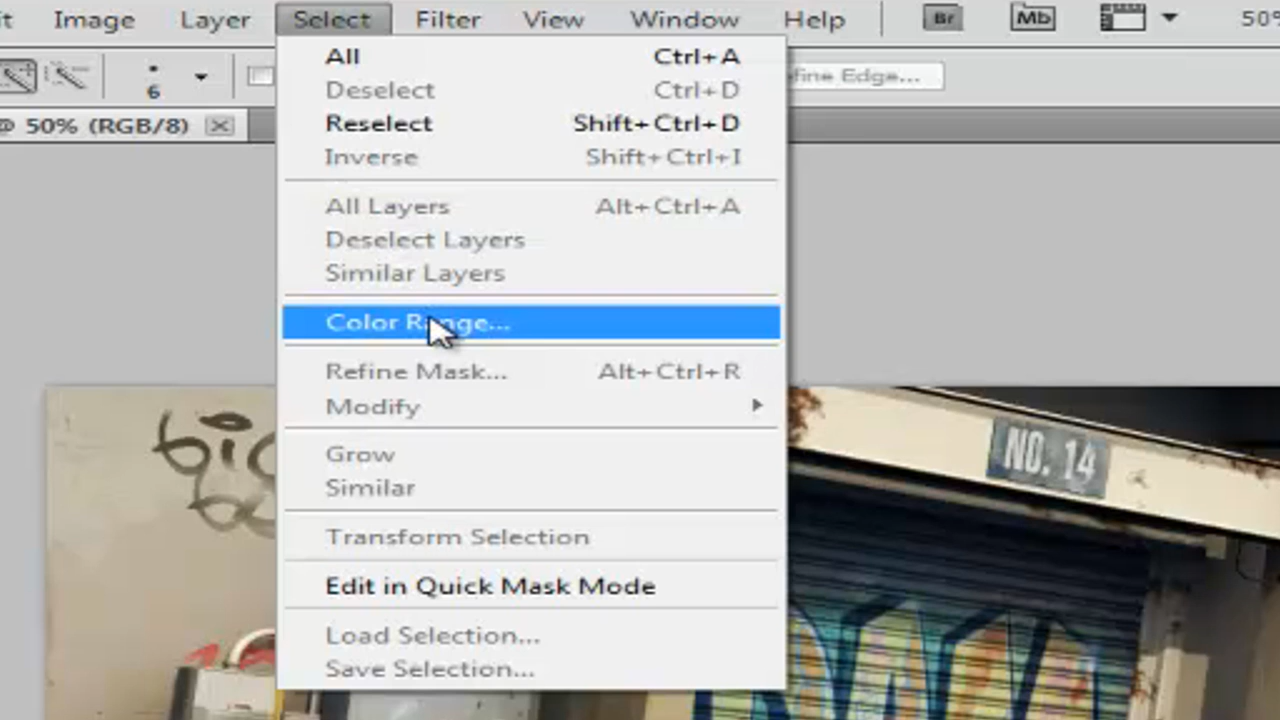 Image Layer Select Filter View Window Help Br Mb
6
@ 50% (RGB/8)
All Ctrl+A
Deselect Ctrl+D
Reselect Shift+Ctrl+D
Inverse Shift+Ctrl+I
All Layers Alt+Ctrl+A
Deselect Layers
Similar Layers
Color Range...
Refine Mask... Alt+Ctrl+R
Modify
Grow
Similar
Transform Selection
Edit in Quick Mask Mode
Load Selection...
Save Selection...
fine Edge...
NO. 14